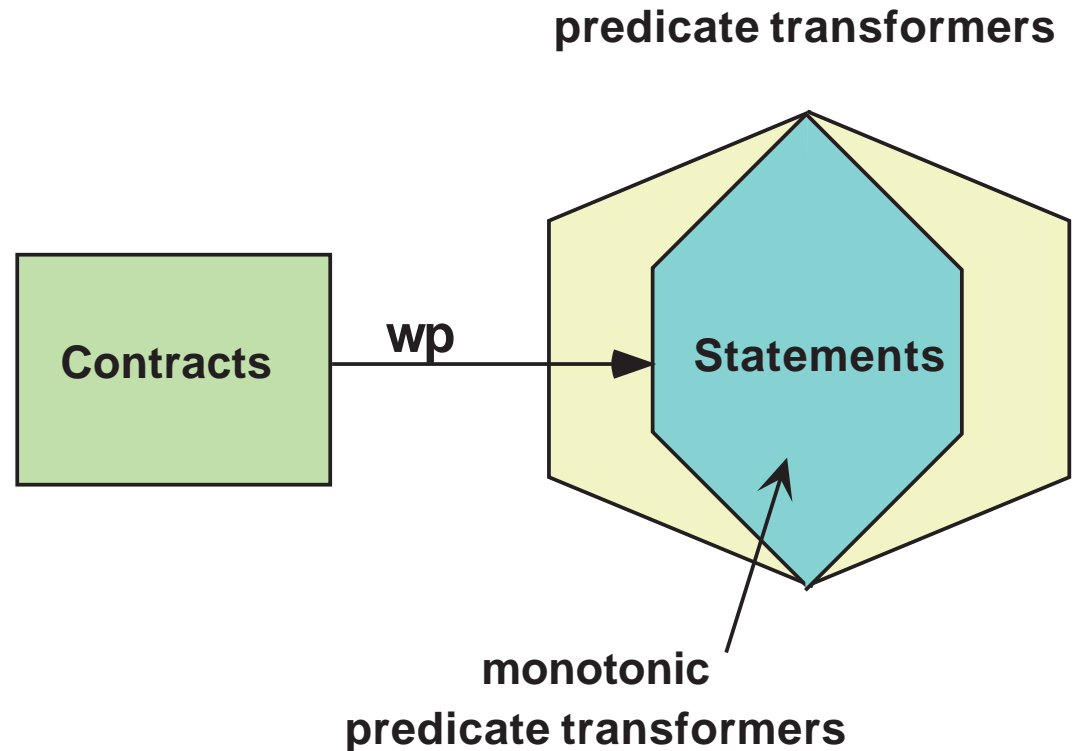 predicate transformers
Contracts
wp
Statements
monotonic
predicate transformers